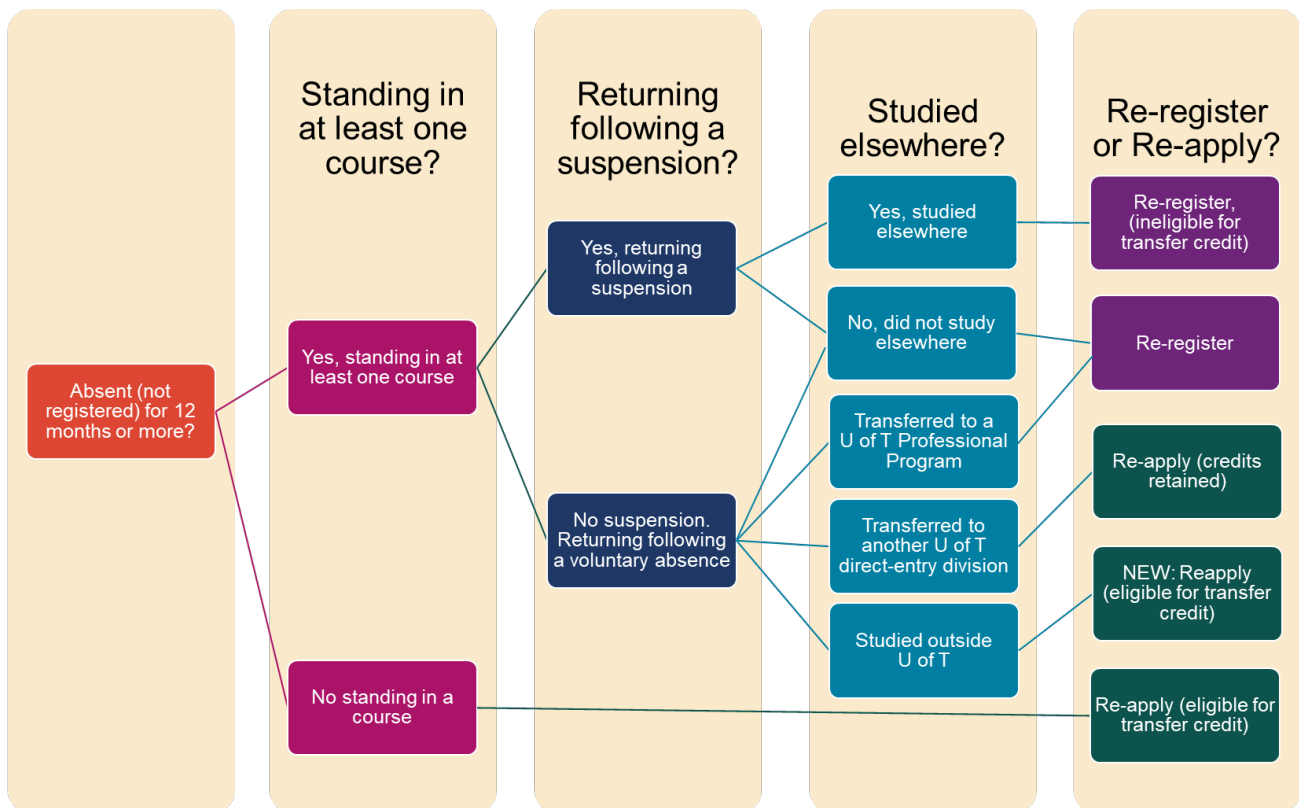 Standing in
at least one
course?
Returning
following a
suspension?
Studied
elsewhere?
Re-register
or Re-apply?
Absent (not
registered) for 12
months or more?
Yes, standing in at
least one course
No standing in a
course
Yes, returning
following a
suspension
No suspension.
Returning following
a voluntary absence
Yes, studied
elsewhere
No, did not study
elsewhere
Transferred to a
U of T Professional
Program
Transferred to
another U of T
direct-entry division
Studied outside
U of T
Re-register,
(ineligible for
transfer credit)
Re-register
Re-apply (credits
retained)
NEW: Reapply
(eligible for transfer
credit)
Re-apply (eligible for
transfer credit)